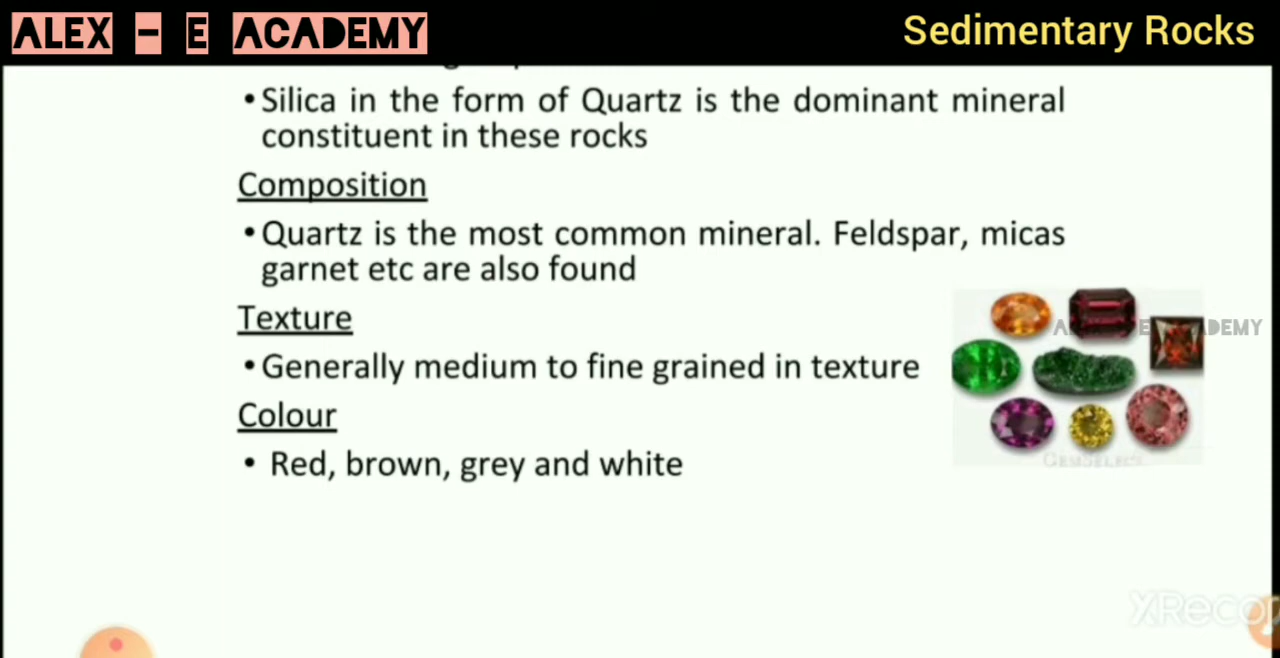 ALEX - E ACADEMY
Sedimentary Rocks
• Silica in the form of Quartz is the dominant mineral
constituent in these rocks
Composition
• Quartz is the most common mineral. Feldspar, micas
garnet etc are also found
Texture
• Generally medium to fine grained in texture
Colour
• Red, brown, grey and white
GemSelect
XRecor